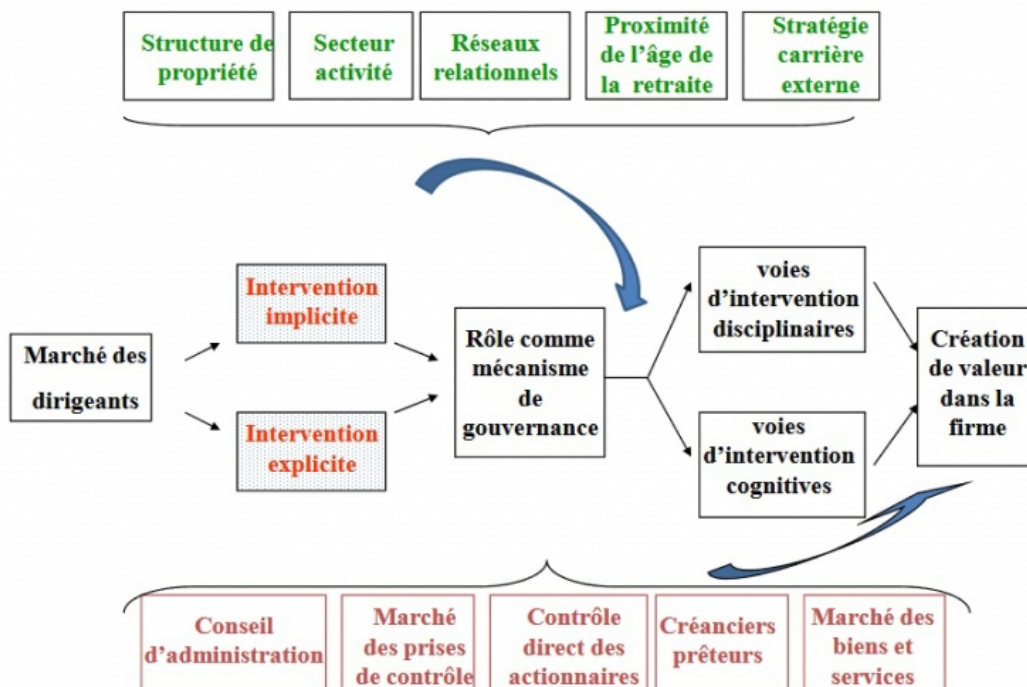 Structure de
propriété
Secteur
activité
Réseaux
relationnels
Proximité
de l'âge de
la retraite
Stratégie
carrière
externe
Marché des
dirigeants
Intervention
implicite
Intervention
explicite
Rôle comme
mécanisme
de
gouvernance
voies
d'intervention
disciplinaires
voies
d'intervention
cognitives
Création
de valeur
dans la
firme
Conseil
d'administration
Marché
des prises
de contrôle
Contrôle
direct des
actionnaires
Créanciers
prêteurs
Marché des
biens et
services